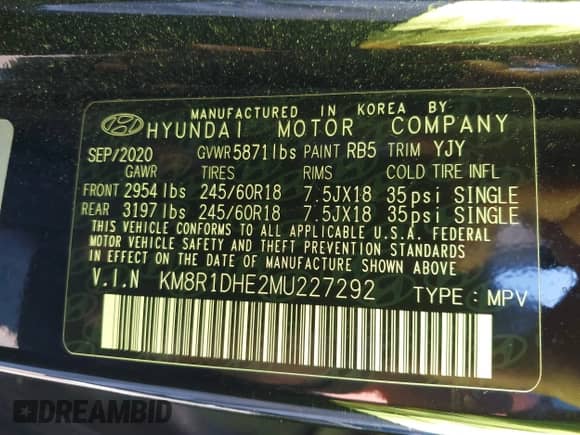 MANUFACTURED IN KOREA BY
HYUNDAI MOTOR COMPANY
SEP/2020 GVWR 5871lbs PAINT RB5 TRIM YJY
GAWR TIRES RIMS COLD TIRE INFL
FRONT 2954 lbs 245/60R18 7.5JX18 35psi SINGLE
REAR 3197 lbs 245/60R18 7.5JX18 35psi SINGLE
THIS VEHICLE CONFORMS TO ALL APPLICABLE U.S.A. FEDERAL
MOTOR VEHICLE SAFETY AND THEFT PREVENTION STANDARDS
IN EFFECT ON THE DATE OF MANUFACTURE SHOWN ABOVE.
V.I.N KM8R1DHE2MU227292 TYPE : MPV
DREAMBID